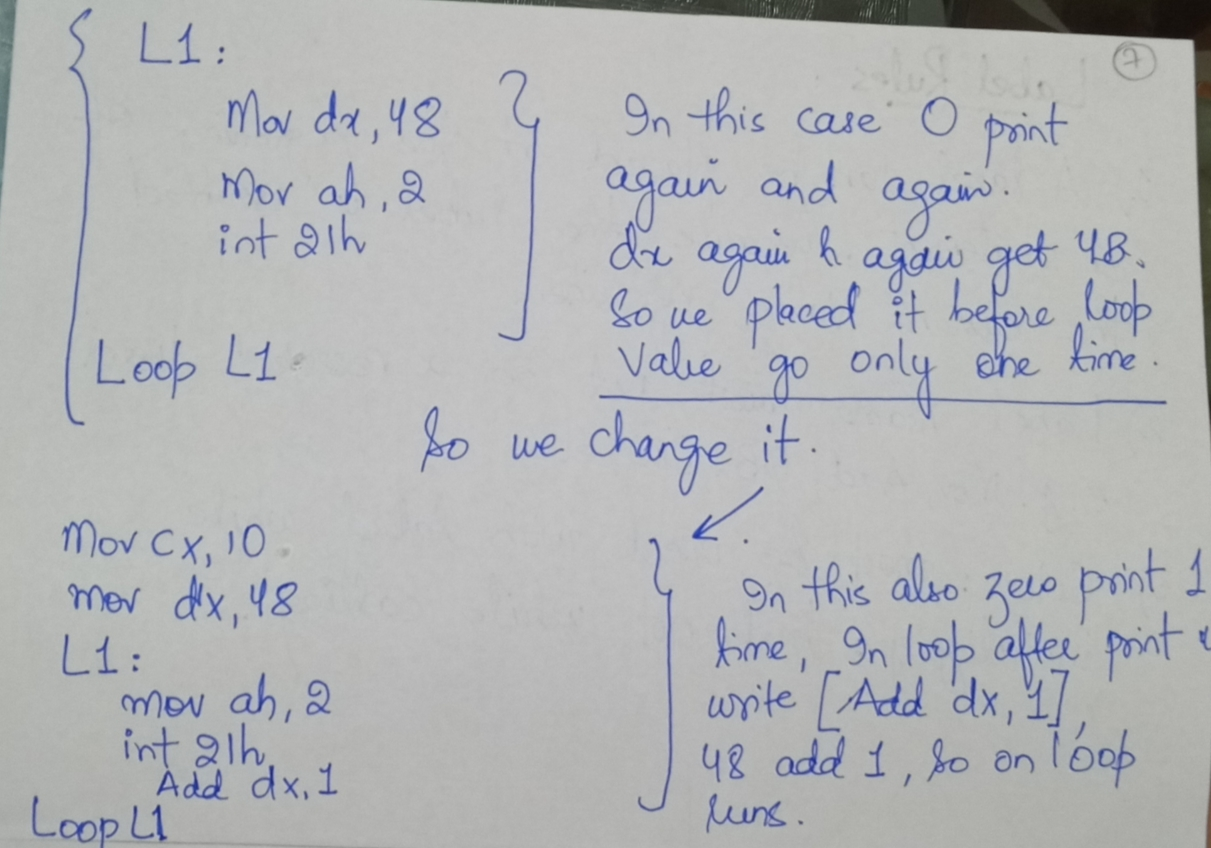 7
L1:
Mov dx, 48
Mov ah, 2
int 21h
Loop L1
In this case 0 print
again and again.
dx again & again get 48.
So we placed it before loop
Value go only one time.
So we change it.
Mov cx, 10
mov dx, 48
L1:
mov ah, 2
int 21h
Add dx, 1
Loop L1
In this also zero print 1
time, In loop after print
write [Add dx, 1],
48 add 1, so on loop
runs.